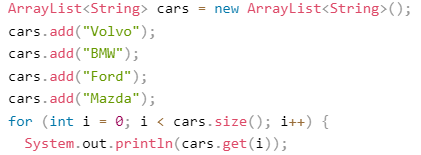 ArrayList<String> cars = new ArrayList<String>();
cars.add("Volvo");
cars.add("BMW");
cars.add("Ford");
cars.add("Mazda");
for (int i = 0; i < cars.size(); i++) {
  System.out.println(cars.get(i));